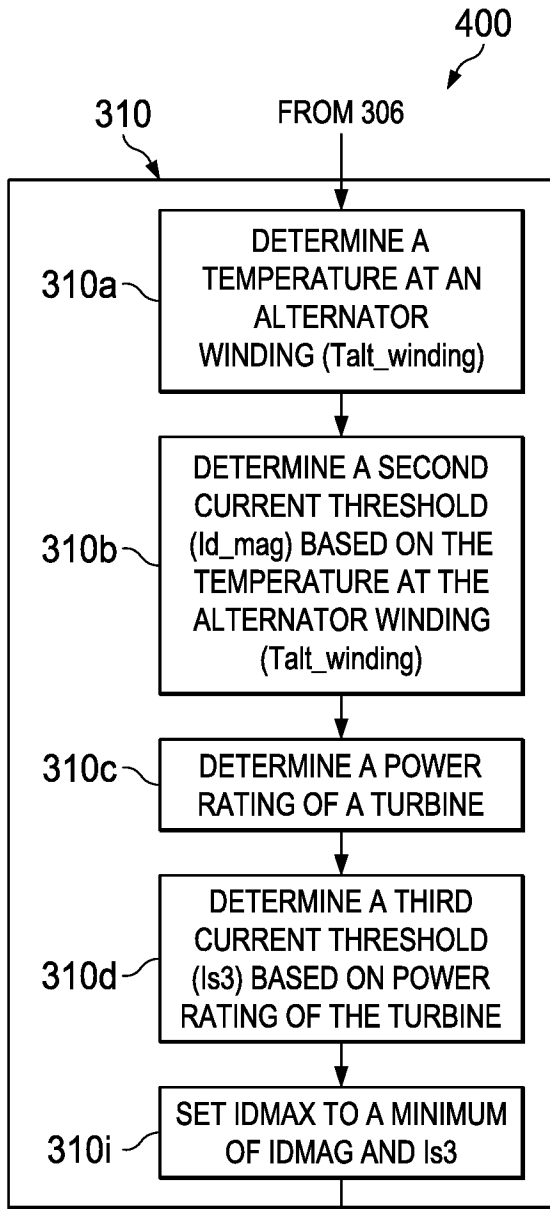 400
310
FROM 306
310a
DETERMINE A
TEMPERATURE AT AN
ALTERNATOR
WINDING (Talt_winding)
310b
DETERMINE A SECOND
CURRENT THRESHOLD
(Id_mag) BASED ON THE
TEMPERATURE AT THE
ALTERNATOR WINDING
(Talt_winding)
310c
DETERMINE A POWER
RATING OF A TURBINE
310d
DETERMINE A THIRD
CURRENT THRESHOLD
(Is3) BASED ON POWER
RATING OF THE TURBINE
310i
SET IDMAX TO A MINIMUM
OF IDMAG AND Is3